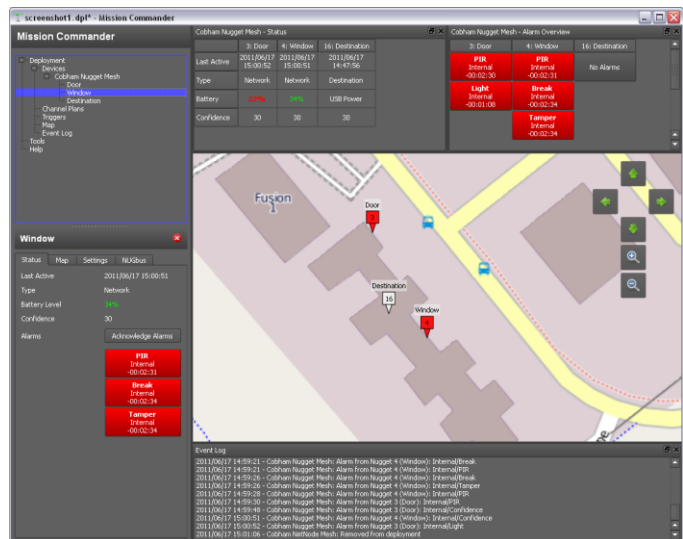 screenshot1.dpl* - Mission Commander
Mission Commander
Deployment
Devices
Cobham Nugget Mesh
Door
Window
Destination
Channel Plans
Triggers
Map
Event Log
Tools
Help
Window
Status Map Settings NUGbus
Last Active 2011/06/17 15:00:51
Type Network
Battery Level 34%
Confidence 30
Alarms Acknowledge Alarms
PIR
Internal
-00:02:31
Break
Internal
-00:02:34
Tamper
Internal
-00:02:34
Cobham Nugget Mesh - Status
3: Door 4: Window 16: Destination
Last Active 2011/06/17 15:00:52 2011/06/17 15:00:51 2011/06/17 14:47:56
Type Network Network Destination
Battery 34% USB Power
Confidence 30 30 30
Cobham Nugget Mesh - Alarm Overview
3: Door 4: Window 16: Destination
PIR PIR No Alarms
Internal Internal
-00:02:30 -00:02:31
Light Break
Internal Internal
-00:01:08 -00:02:34
Tamper
Internal
-00:02:34
Fusion
1
Door
3
Destination
16
Window
4
Event Log
2011/06/17 14:59:21 - Cobham Nugget Mesh: Alarm from Nugget 4 (Window): Internal/Break
2011/06/17 14:59:21 - Cobham Nugget Mesh: Alarm from Nugget 4 (Window): Internal/PIR
2011/06/17 14:59:26 - Cobham Nugget Mesh: Alarm from Nugget 4 (Window): Internal/Break
2011/06/17 14:59:26 - Cobham Nugget Mesh: Alarm from Nugget 4 (Window): Internal/Tamper
2011/06/17 14:59:28 - Cobham Nugget Mesh: Alarm from Nugget 4 (Window): Internal/PIR
2011/06/17 14:59:30 - Cobham Nugget Mesh: Alarm from Nugget 3 (Door): Internal/PIR
2011/06/17 14:59:48 - Cobham Nugget Mesh: Alarm from Nugget 3 (Door): Internal/Confidence
2011/06/17 15:00:51 - Cobham Nugget Mesh: Alarm from Nugget 4 (Window): Internal/Confidence
2011/06/17 15:00:52 - Cobham Nugget Mesh: Alarm from Nugget 3 (Door): Internal/Light
2011/06/17 15:01:06 - Cobham NetNode Mesh: Removed from deployment